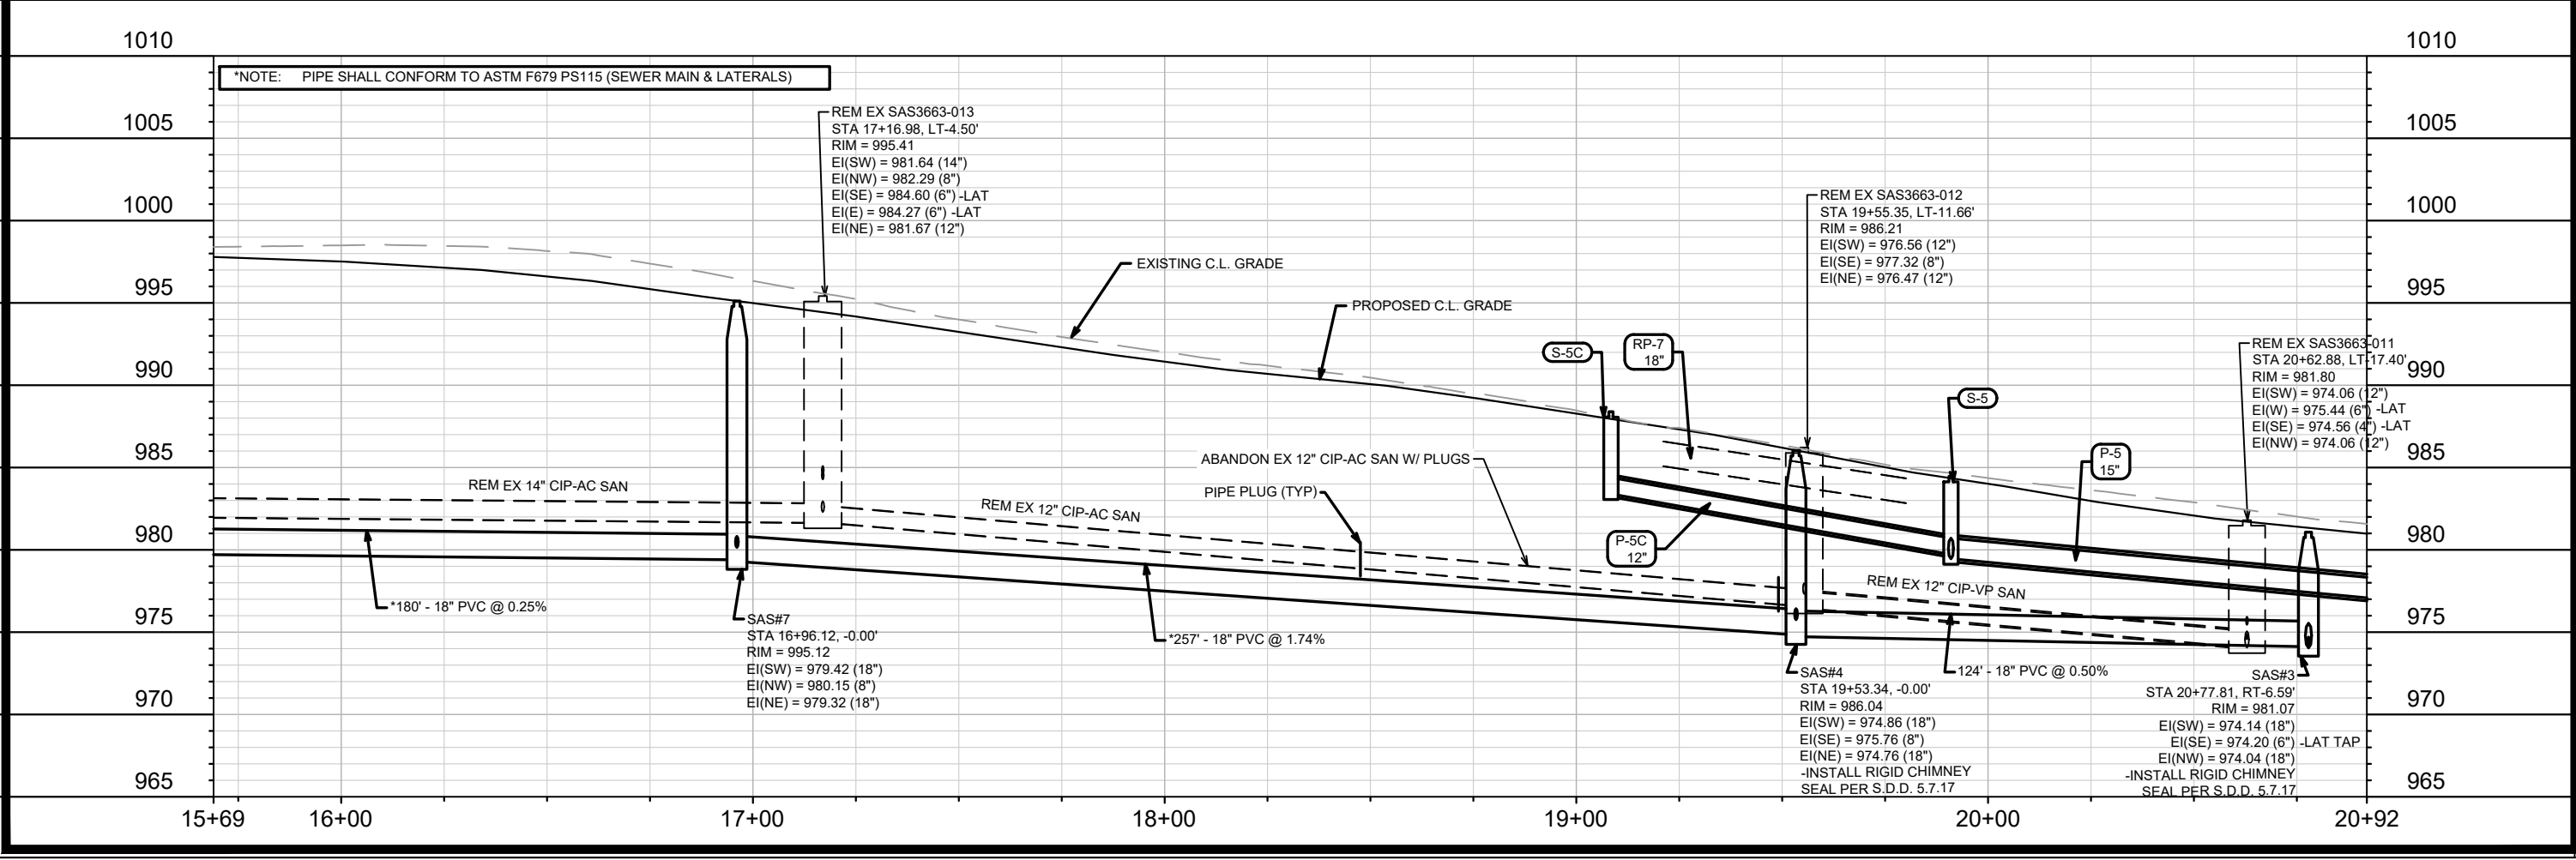 1010
1010
*NOTE: PIPE SHALL CONFORM TO ASTM F679 PS115 (SEWER MAIN & LATERALS)
REM EX SAS3663-013
STA 17+16.98, LT-4.50'
RIM = 995.41
EI(SW) = 981.64 (14")
EI(NW) = 982.29 (8")
EI(SE) = 984.60 (6") -LAT
EI(E) = 984.27 (6") -LAT
EI(NE) = 981.67 (12")
1005
1005
1000
1000
REM EX SAS3663-012
STA 19+55.35, LT-11.66'
RIM = 986.21
EI(SW) = 976.56 (12")
EI(SE) = 977.32 (8")
EI(NE) = 976.47 (12")
EXISTING C.L. GRADE
995
995
PROPOSED C.L. GRADE
S-5C
RP-7
18"
REM EX SAS3663-011
STA 20+62.88, LT-17.40'
RIM = 981.80
EI(SW) = 974.06 (12")
EI(W) = 975.44 (6") -LAT
EI(SE) = 974.56 (4") -LAT
EI(NW) = 974.06 (12")
990
990
S-5
985
985
ABANDON EX 12" CIP-AC SAN W/ PLUGS
P-5
15"
REM EX 14" CIP-AC SAN
PIPE PLUG (TYP)
REM EX 12" CIP-AC SAN
980
980
P-5C
12"
REM EX 12" CIP-VP SAN
*180' - 18" PVC @ 0.25%
975
975
SAS#7
STA 16+96.12, -0.00'
RIM = 995.12
EI(SW) = 979.42 (18")
EI(NW) = 980.15 (8")
EI(NE) = 979.32 (18")
*257' - 18" PVC @ 1.74%
124' - 18" PVC @ 0.50%
SAS#4
STA 19+53.34, -0.00'
RIM = 986.04
EI(SW) = 974.86 (18")
EI(SE) = 975.76 (8")
EI(NE) = 974.76 (18")
-INSTALL RIGID CHIMNEY
SEAL PER S.D.D. 5.7.17
SAS#3
STA 20+77.81, RT-6.59'
RIM = 981.07
EI(SW) = 974.14 (18")
EI(SE) = 974.20 (6") -LAT TAP
EI(NW) = 974.04 (18")
-INSTALL RIGID CHIMNEY
SEAL PER S.D.D. 5.7.17
970
970
965
965
15+69
16+00
17+00
18+00
19+00
20+00
20+92